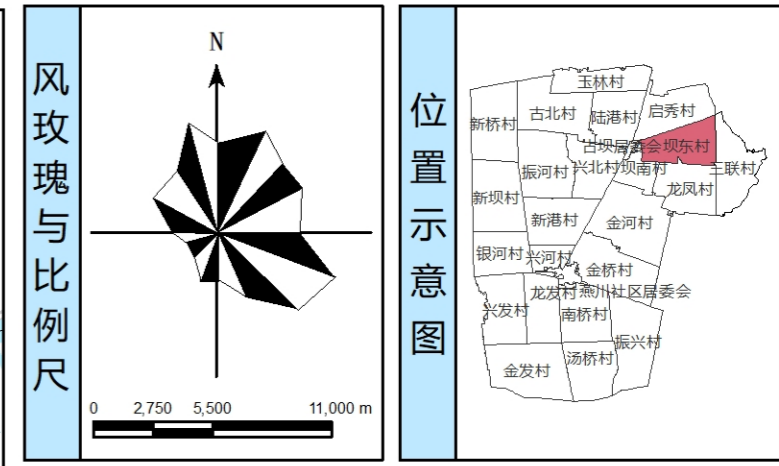 风玫瑰与比例尺
N
0 2,750 5,500 11,000 m
位置示意图
玉林村
古北村
陆港村
启秀村
新桥村
古坝居委会
坝东村
振河村
兴北村
坝南村
三联村
新坝村
龙凤村
新港村
金河村
银河村
兴河村
金桥村
龙发村
燕川社区居委会
兴发村
南桥村
振兴村
金发村
汤桥村